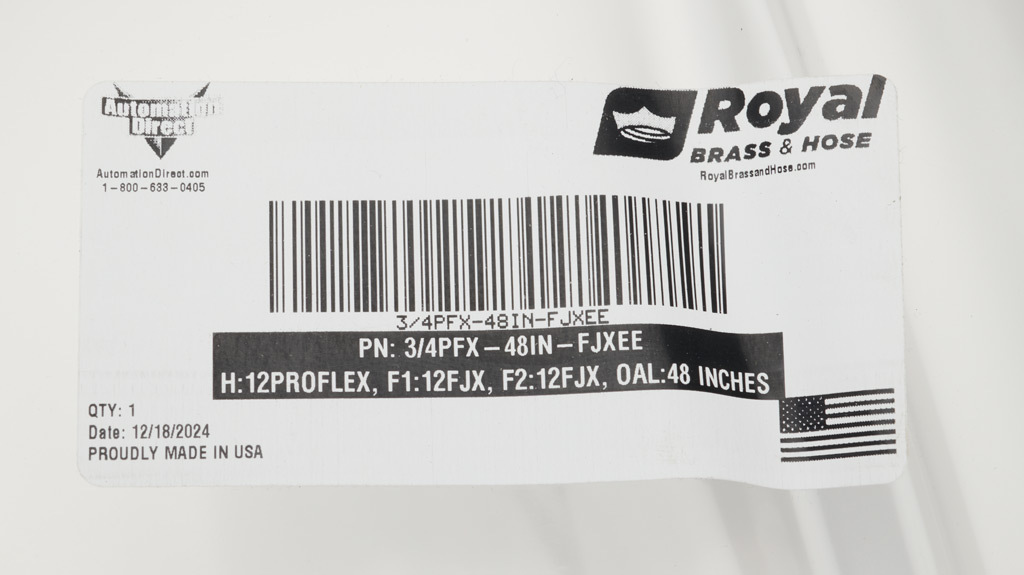 Automation
Direct
AutomationDirect.com
1-800-633-0405
Royal
BRASS & HOSE
RoyalBrassandHose.com
3/4PFX-48IN-FJXEE
PN: 3/4PFX-48IN-FJXEE
H:12PROFLEX, F1:12FJX, F2:12FJX, OAL:48 INCHES
QTY: 1
Date: 12/18/2024
PROUDLY MADE IN USA